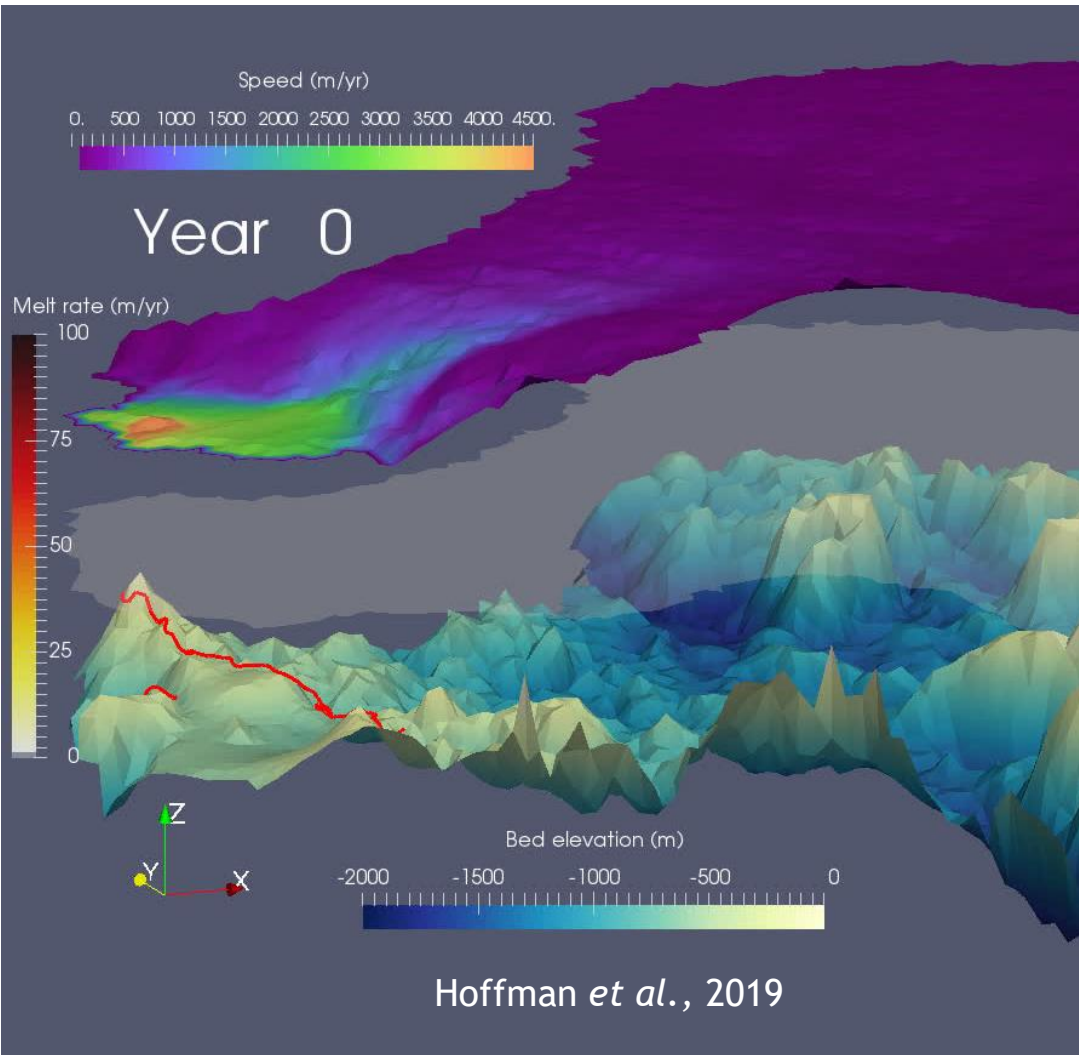 Speed (m/yr)
0. 500 1000 1500 2000 2500 3000 3500 4000 4500.
Year 0
Melt rate (m/yr)
100
75
50
25
0
Z
Y
X
Bed elevation (m)
-2000 -1500 -1000 -500 0
Hoffman et al., 2019